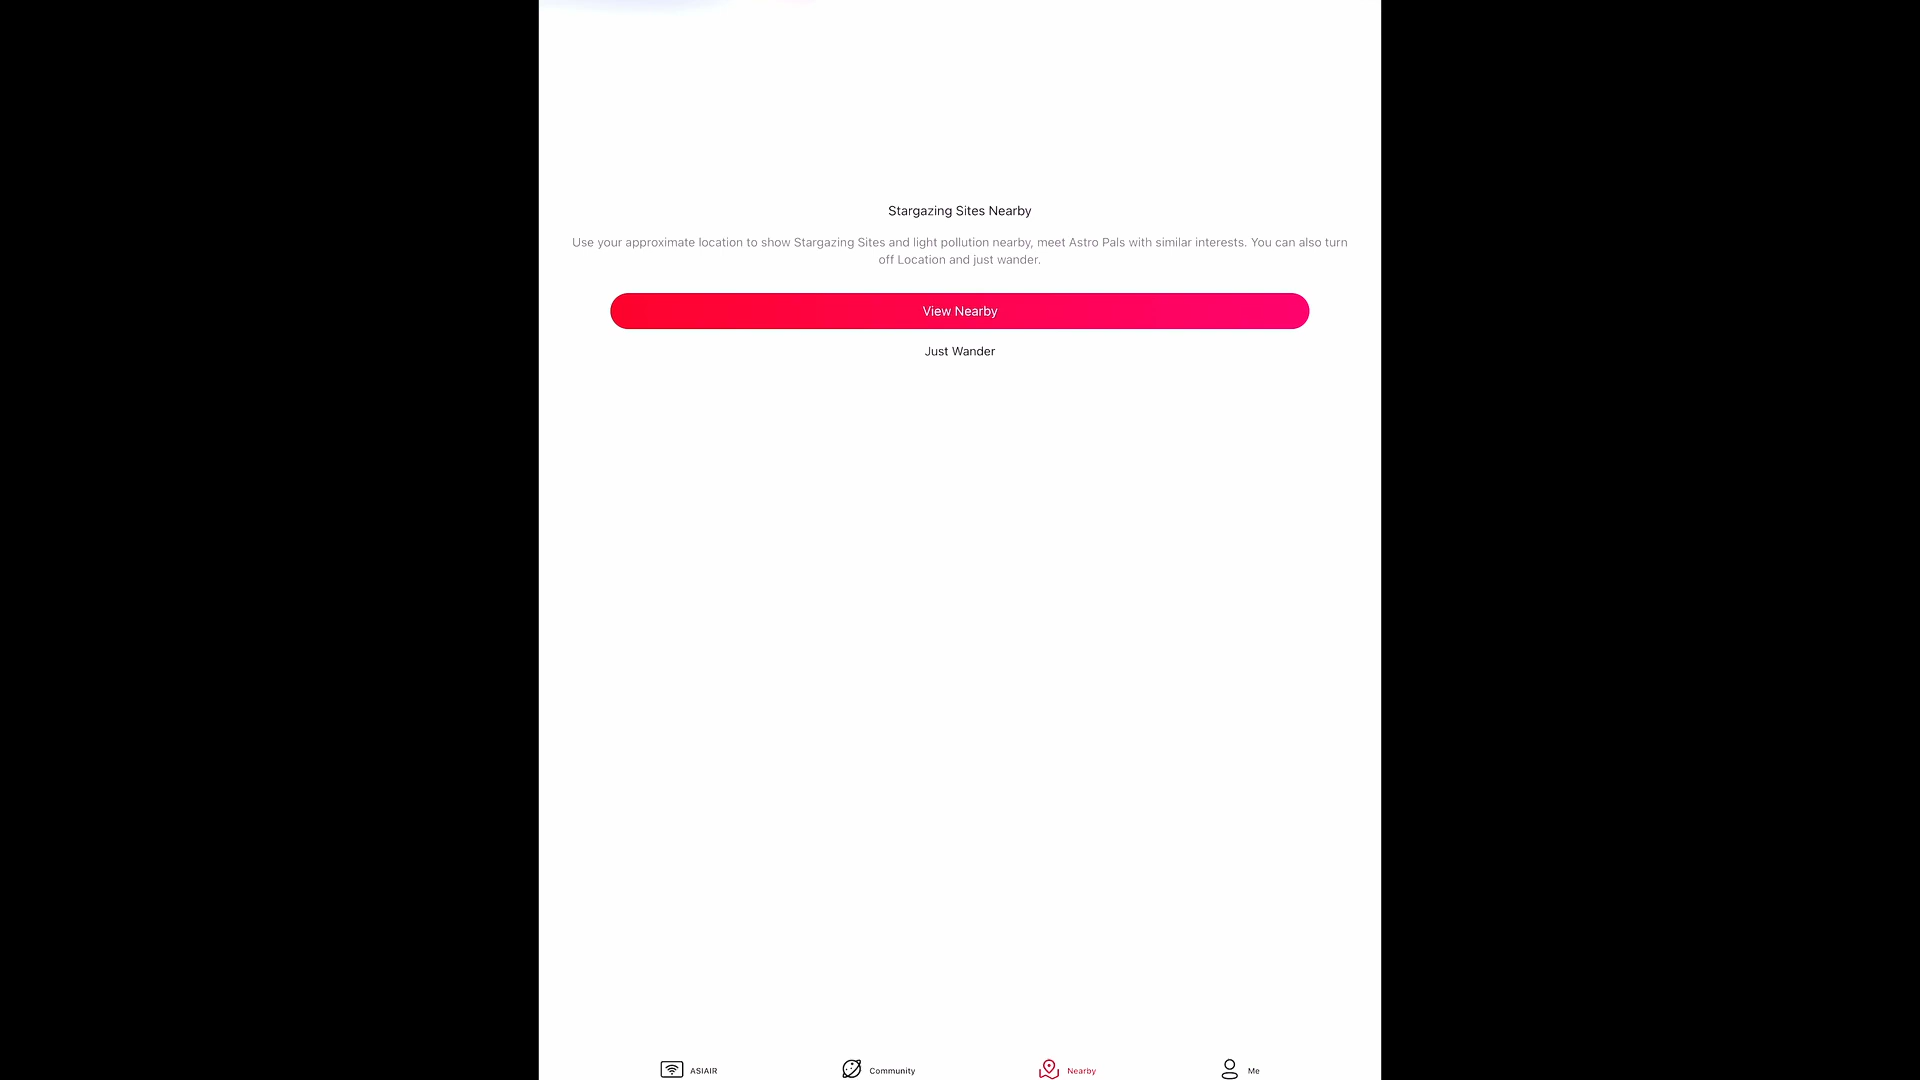 Stargazing Sites Nearby
Use your approximate location to show Stargazing Sites and light pollution nearby, meet Astro Pals with similar interests. You can also turn
off Location and just wander.
View Nearby
Just Wander
ASIAIR
Community
Nearby
Me